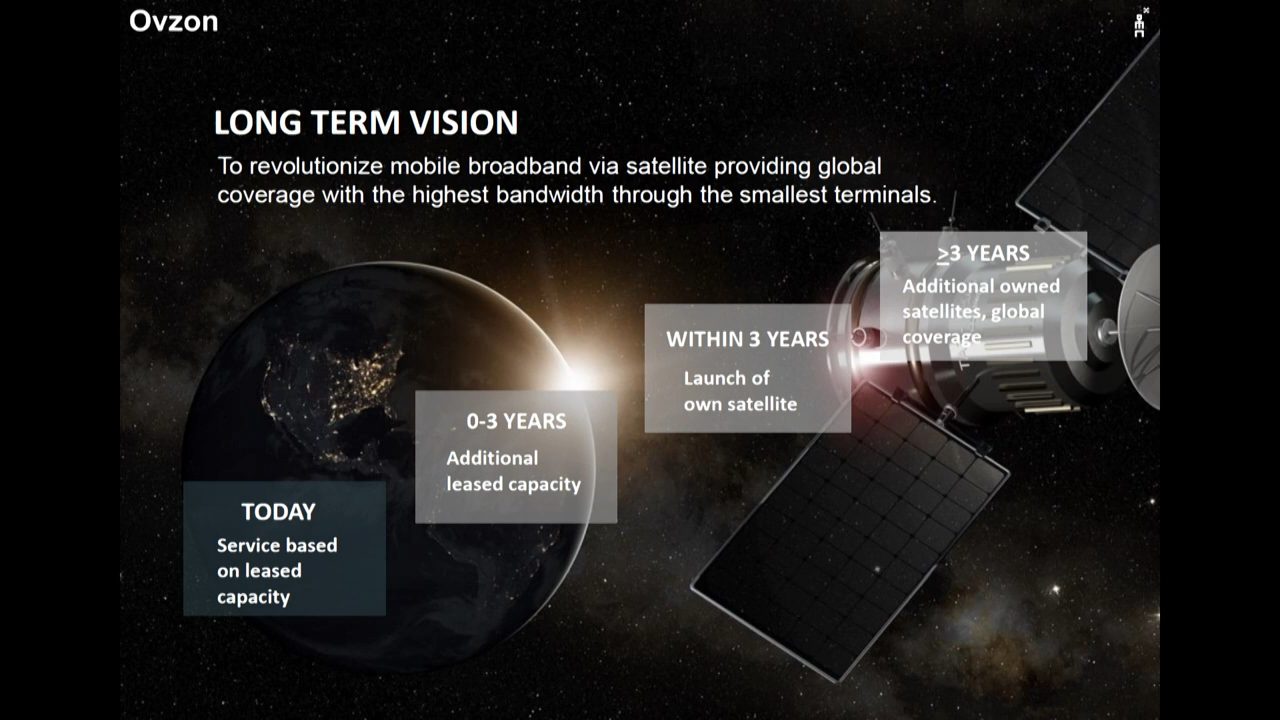 Ovzon
LONG TERM VISION
To revolutionize mobile broadband via satellite providing global
coverage with the highest bandwidth through the smallest terminals.
≥3 YEARS
Additional owned
satellites, global
coverage
WITHIN 3 YEARS
Launch of
own satellite
0-3 YEARS
Additional
leased capacity
TODAY
Service based
on leased
capacity